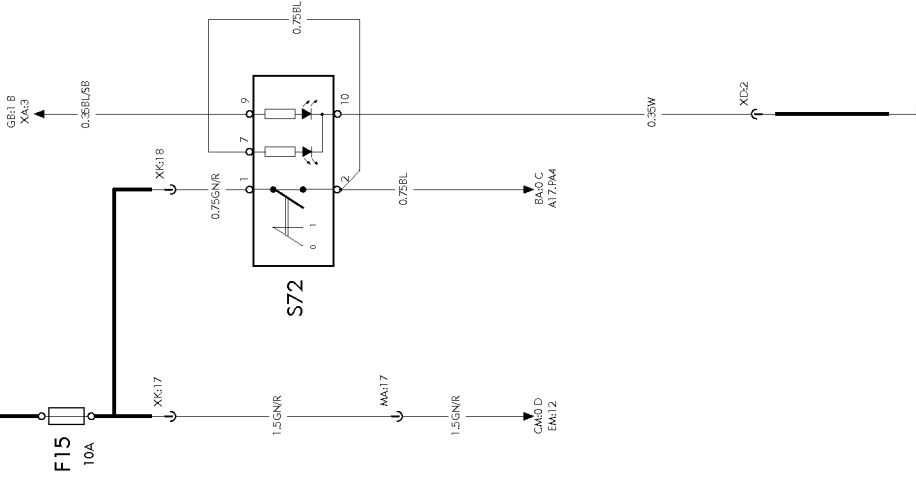 0.75BL
GB:1 B
XA:3
0.35BL/SB
9
10
0.35W
XD:2
7
XK:18
0.75GN/R
1
2
0.75BL
BA:0 C
A17.PA4
1
0
S72
XK:17
1.5GN/R
MA:17
1.5GN/R
CM:0 D
EM:12
F15
10A